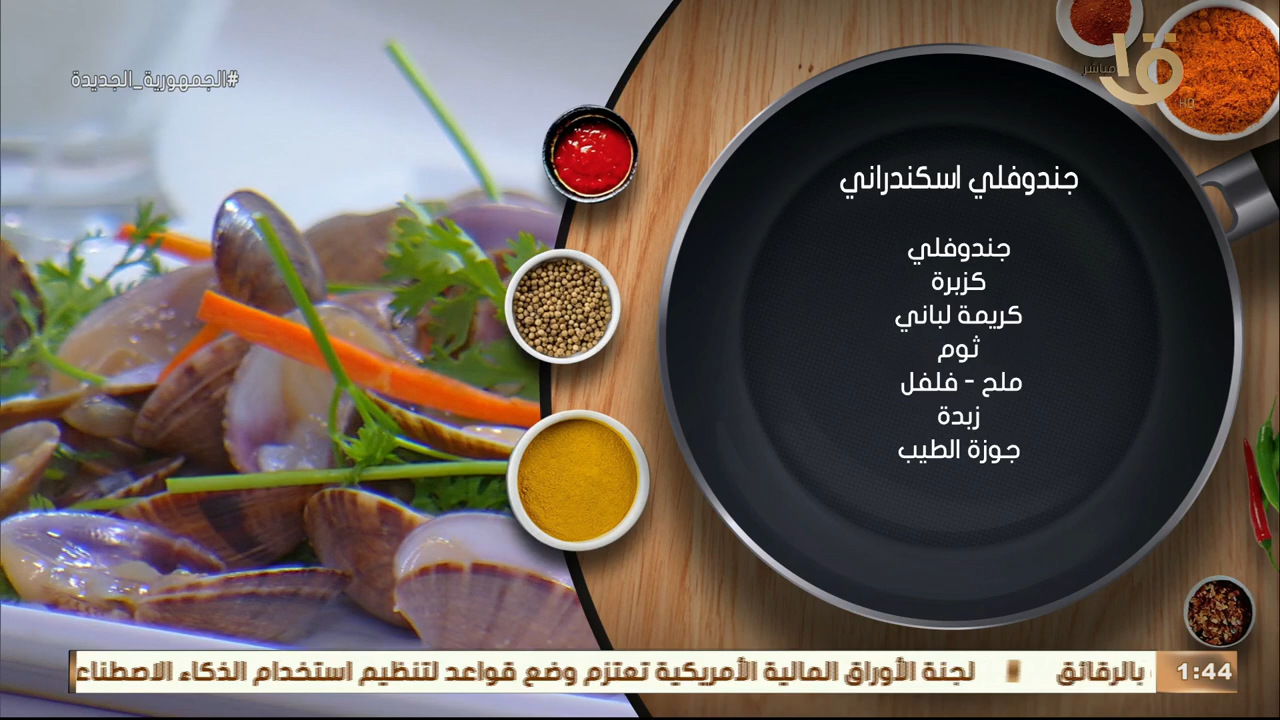 #الجمهورية_الجديدة
مباشر
HD
جندوفلي اسكندراني
جندوفلي
كزبرة
كريمة لباني
ثوم
ملح - فلفل
زبدة
جوزة الطيب
1:44
بالرقائق
لجنة الأوراق المالية الأمريكية تعتزم وضع قواعد لتنظيم استخدام الذكاء الاصطناع